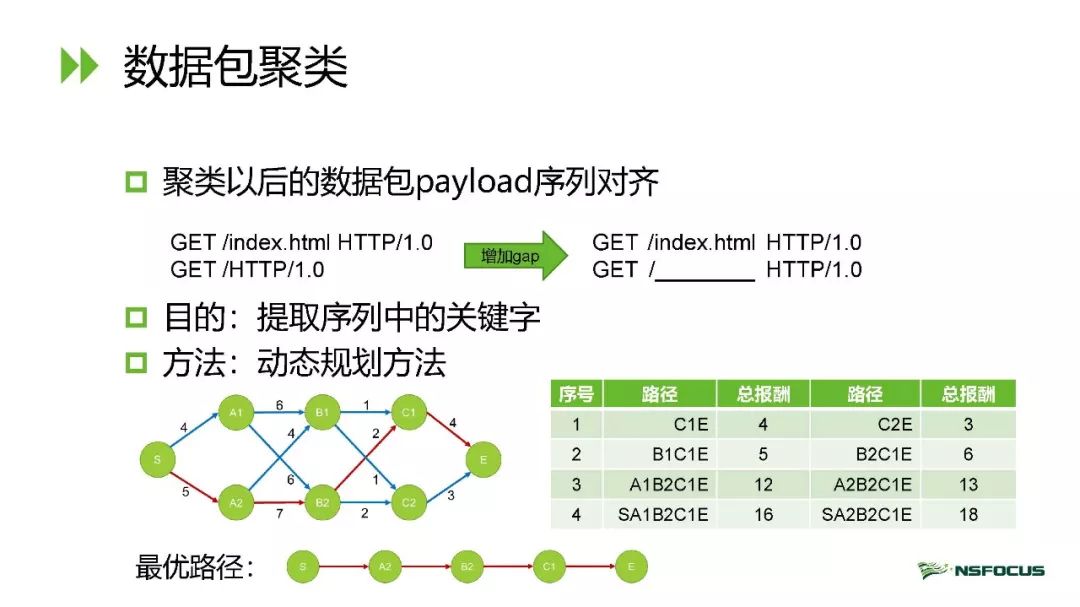 数据包聚类
聚类以后的数据包payload序列对齐
GET /index.html HTTP/1.0
GET /HTTP/1.0
增加gap
GET /index.html HTTP/1.0
GET /________ HTTP/1.0
目的：提取序列中的关键字
方法：动态规划方法
S
A1
A2
B1
B2
C1
C2
E
4
5
6
4
6
7
1
2
1
2
4
3
序号 路径 总报酬 路径 总报酬
1 C1E 4 C2E 3
2 B1C1E 5 B2C1E 6
3 A1B2C1E 12 A2B2C1E 13
4 SA1B2C1E 16 SA2B2C1E 18
最优路径： S A2 B2 C1 E
NSFOCUS